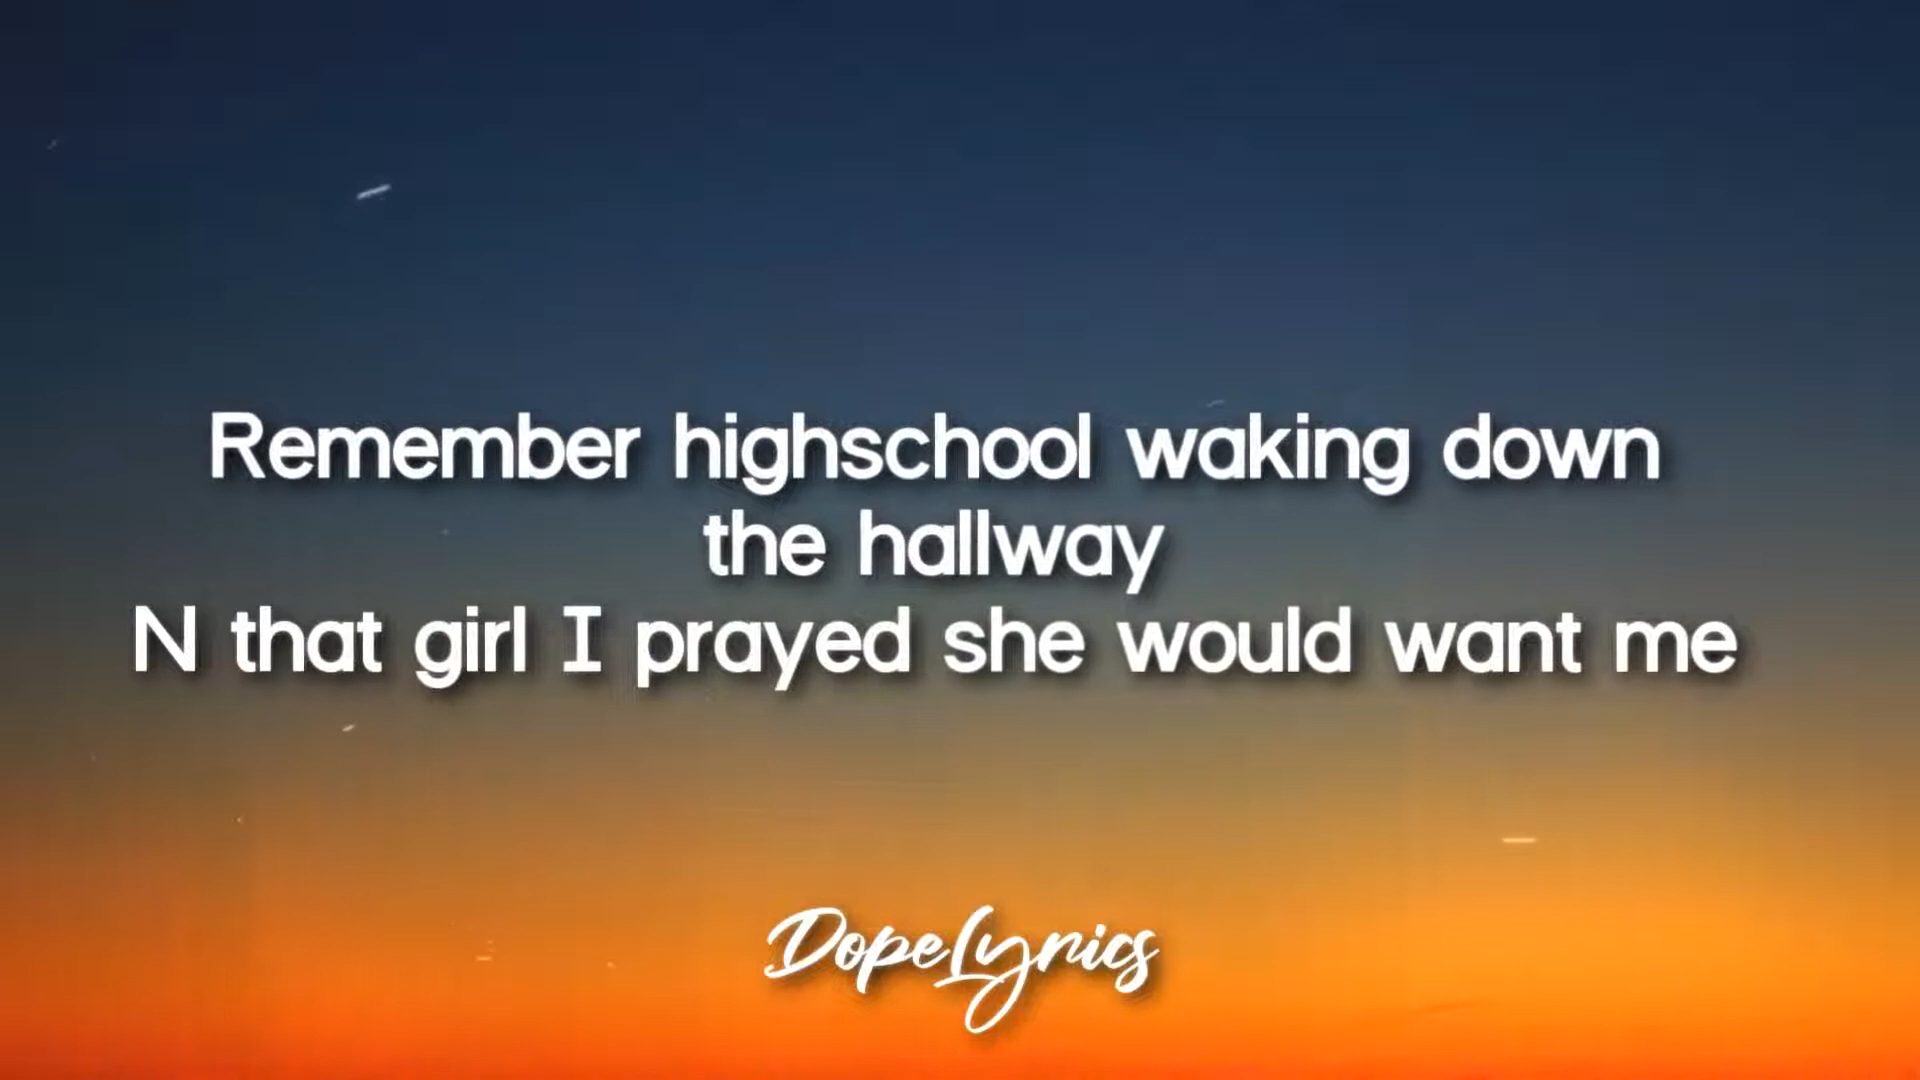 Remember highschool waking down
the hallway
N that girl I prayed she would want me
DopeLyrics